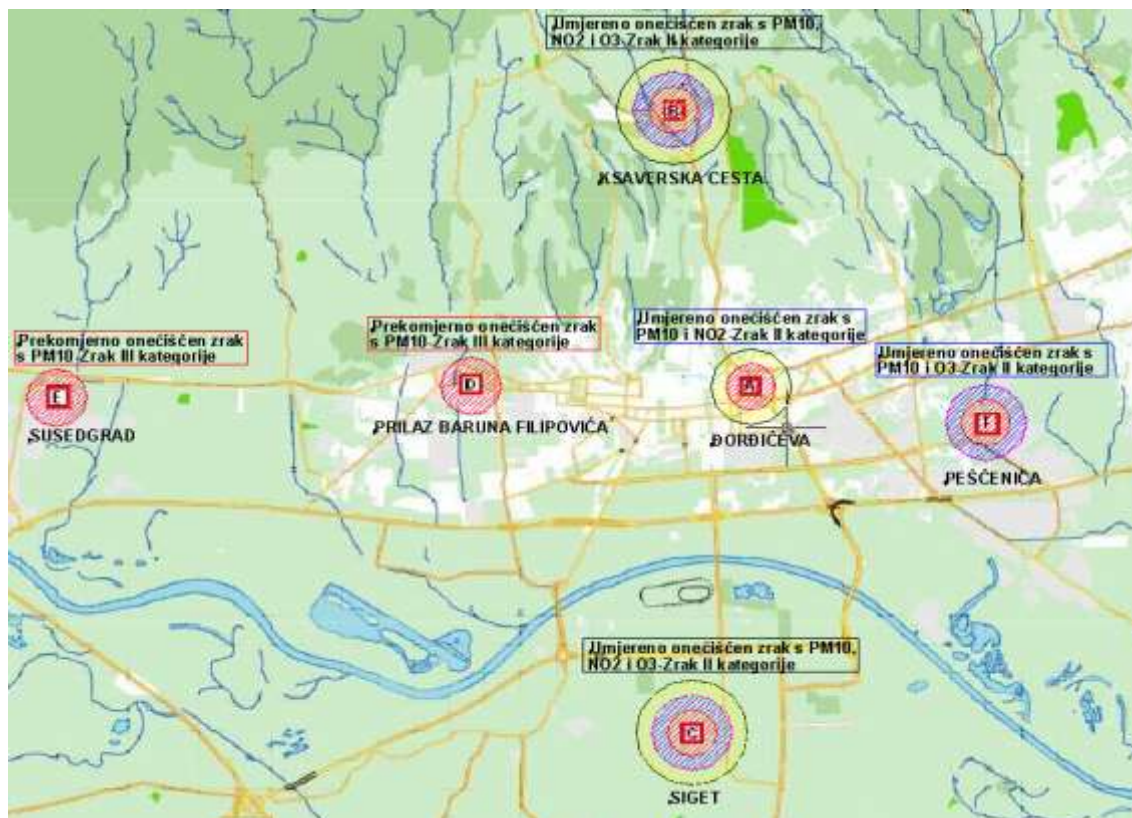 Umjereno onečišćen zrak s PM10,
NO2 i O3-Zrak II kategorije
KSAVERSKA CESTA
Prekomjerno onečišćen zrak
s PM10-Zrak III kategorije
E
SUSEDGRAD
Prekomjerno onečišćen zrak
s PM10-Zrak III kategorije
D
PRILAZ BARUNA FILIPOVIĆA
Umjereno onečišćen zrak s
PM10 i NO2-Zrak II kategorije
A
ĐORĐIĆEVA
Umjereno onečišćen zrak s
PM10 i O3-Zrak II kategorije
PEŠČENICA
Umjereno onečišćen zrak s PM10,
NO2 i O3-Zrak II kategorije
C
SIGET